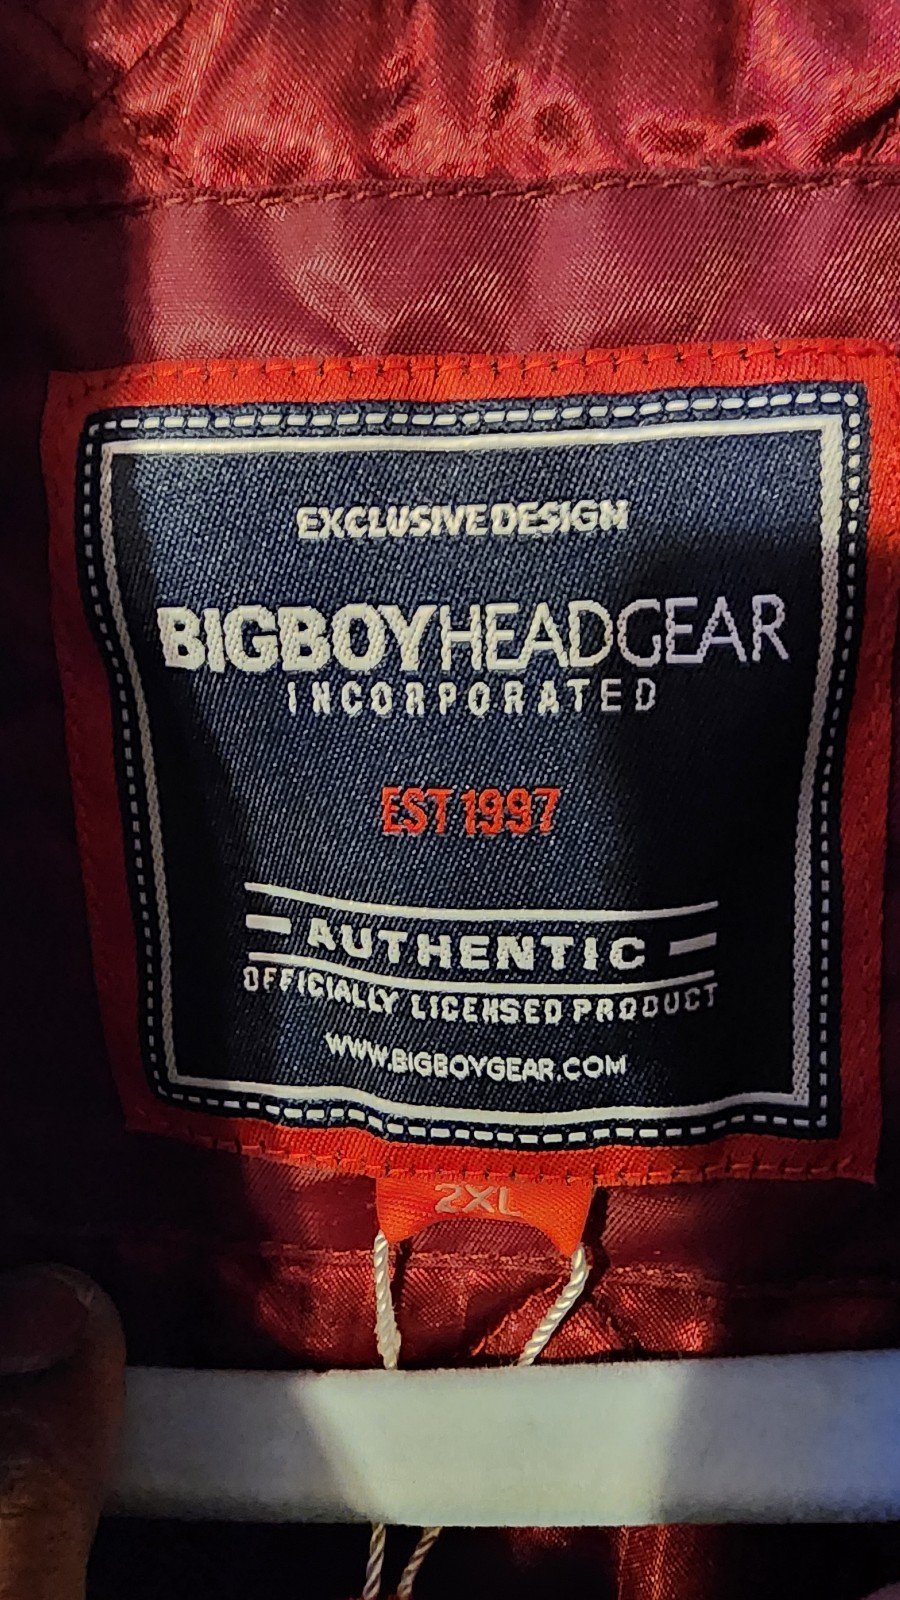 EXCLUSIVE DESIGN
BIGBOYHEADGEAR
INCORPORATED
EST 1997
AUTHENTIC
OFFICIALLY LICENSED PRODUCT
WWW.BIGBOYGEAR.COM
2XL